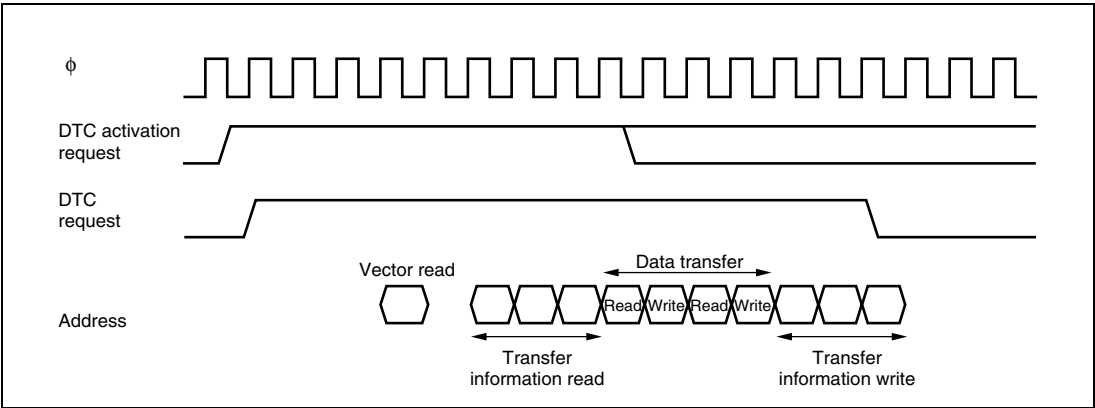 ϕ
DTC activation
request
DTC
request
Vector read
Data transfer
Address
Read Write Read Write
Transfer
information read
Transfer
information write